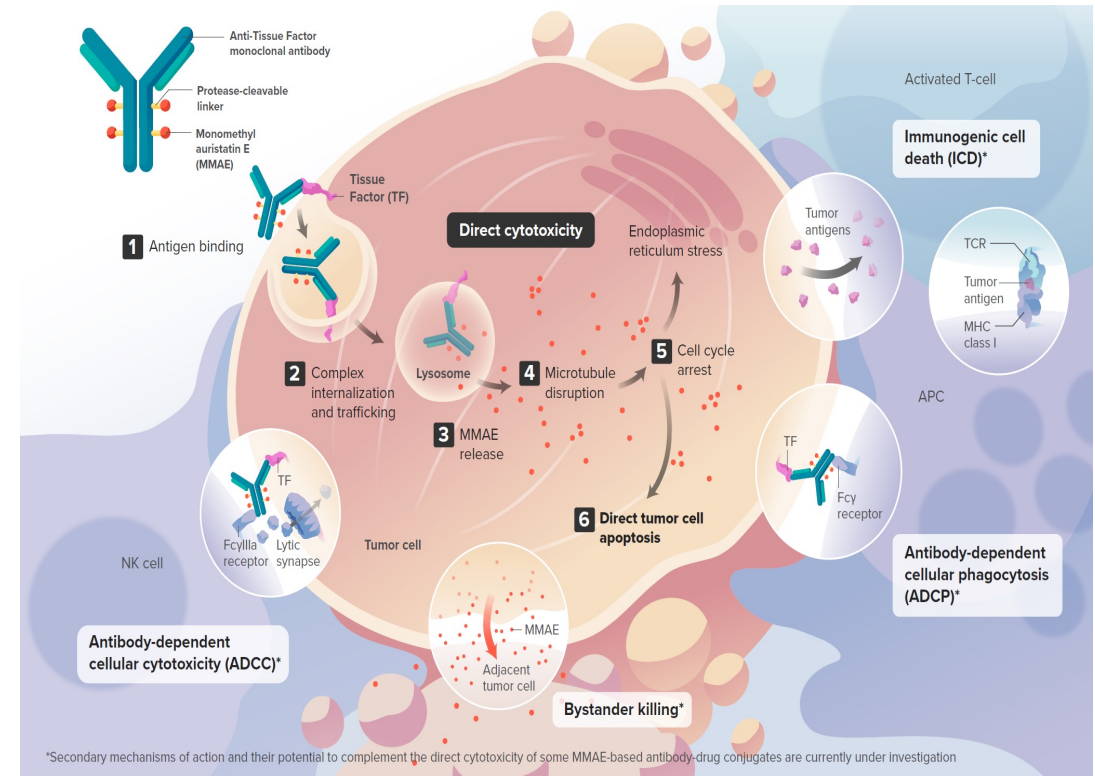 Anti-Tissue Factor
monoclonal antibody
Protease-cleavable
linker
Monomethyl
auristatin E
(MMAE)
Tissue
Factor (TF)
1 Antigen binding
Direct cytotoxicity
Endoplasmic
reticulum stress
Lysosome
2 Complex
internalization
and trafficking
3 MMAE
release
4 Microtubule
disruption
5 Cell cycle
arrest
6 Direct tumor cell
apoptosis
Tumor cell
Activated T-cell
Immunogenic cell
death (ICD)*
Tumor
antigens
TCR
Tumor
antigen
MHC
class I
APC
TF
Fcγ
receptor
Antibody-dependent
cellular phagocytosis
(ADCP)*
TF
FcγIIIa
receptor
Lytic
synapse
NK cell
Antibody-dependent
cellular cytotoxicity (ADCC)*
MMAE
Adjacent
tumor cell
Bystander killing*
*Secondary mechanisms of action and their potential to complement the direct cytotoxicity of some MMAE-based antibody-drug conjugates are currently under investigation